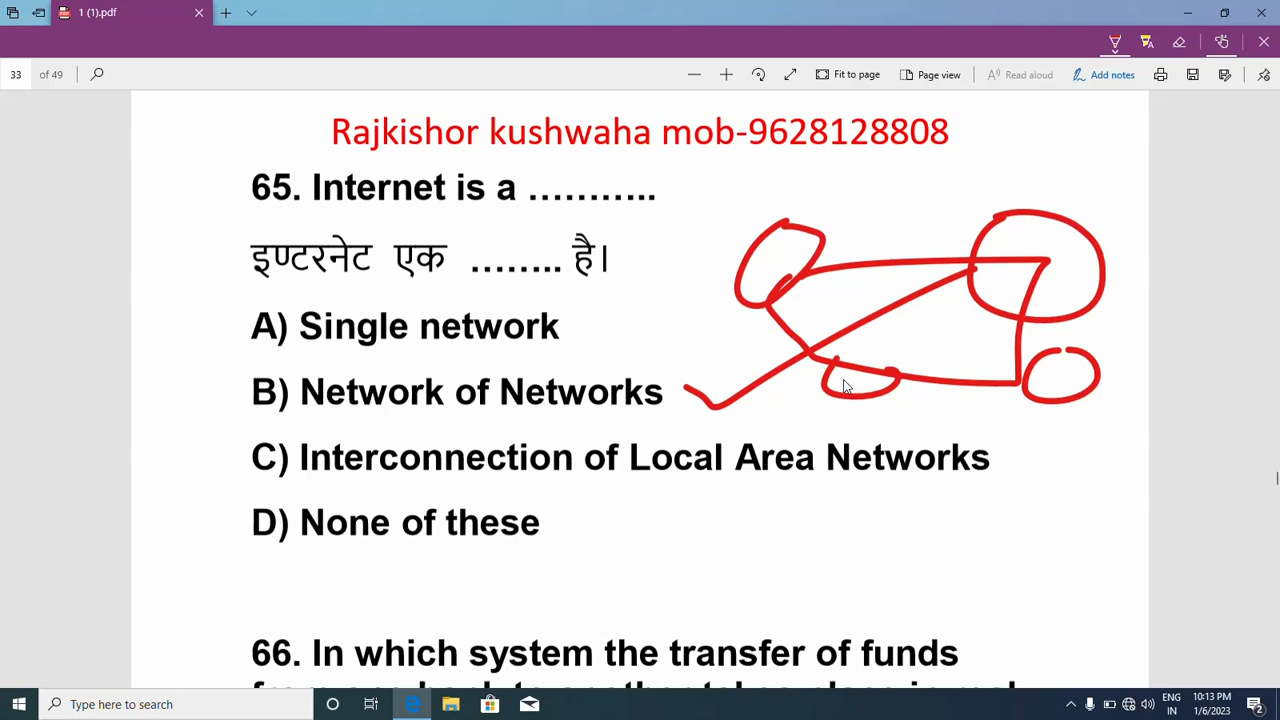 1 (1).pdf
33 of 49
Fit to page
Page view
Read aloud
Add notes
Rajkishor kushwaha mob-9628128808
65. Internet is a ………..
इण्टरनेट एक …….. है।
A) Single network
B) Network of Networks
C) Interconnection of Local Area Networks
D) None of these
66. In which system the transfer of funds
Type here to search
ENG
IN
10:13 PM
1/6/2023